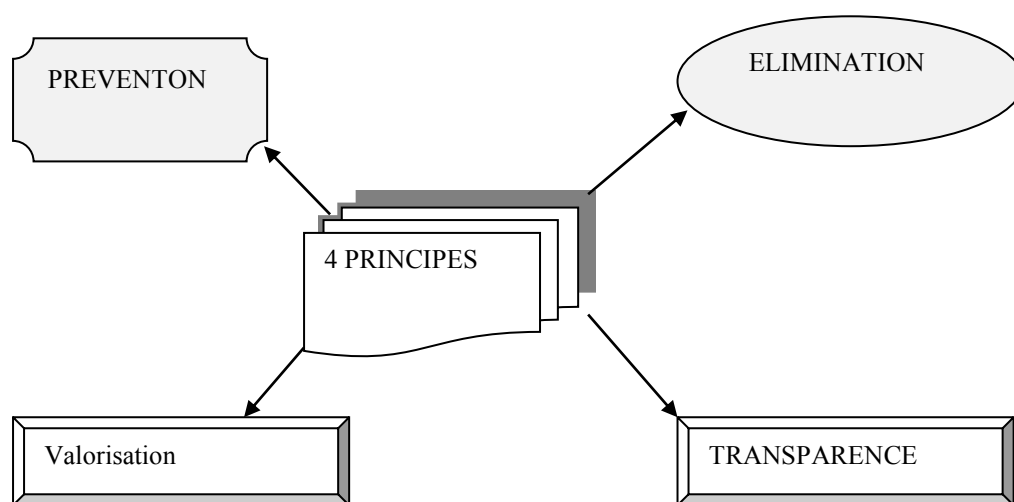 PREVENTON
ELIMINATION
4 PRINCIPES
Valorisation
TRANSPARENCE